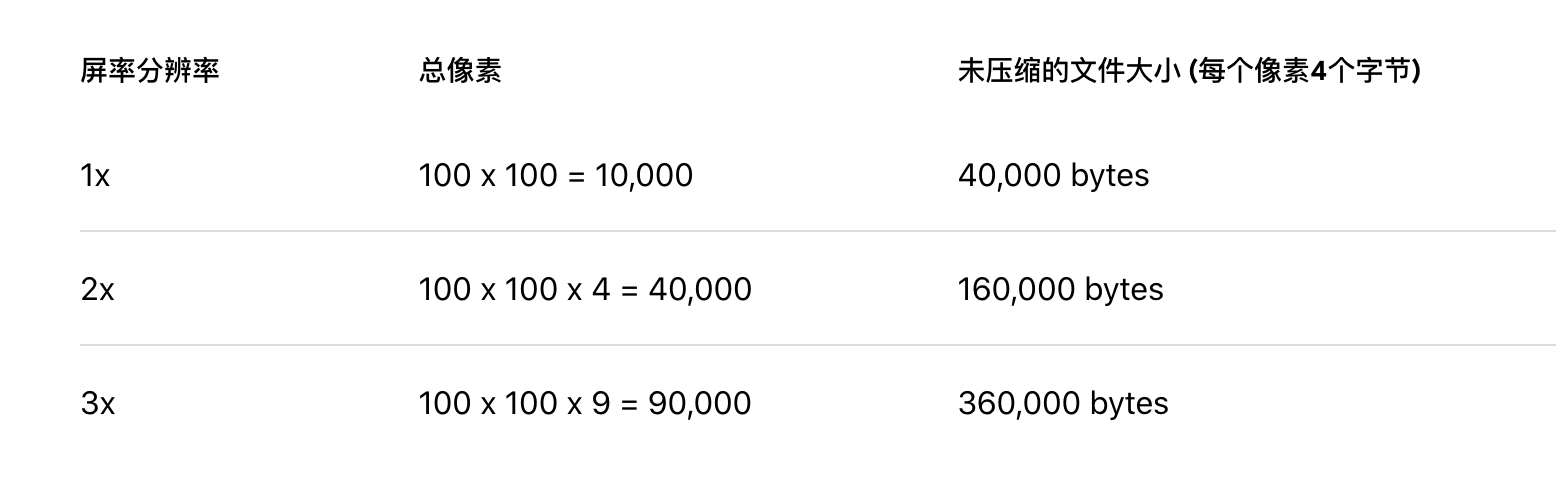 屏率分辨率 总像素 未压缩的文件大小 (每个像素4个字节)
1x 100 x 100 = 10,000 40,000 bytes
2x 100 x 100 x 4 = 40,000 160,000 bytes
3x 100 x 100 x 9 = 90,000 360,000 bytes